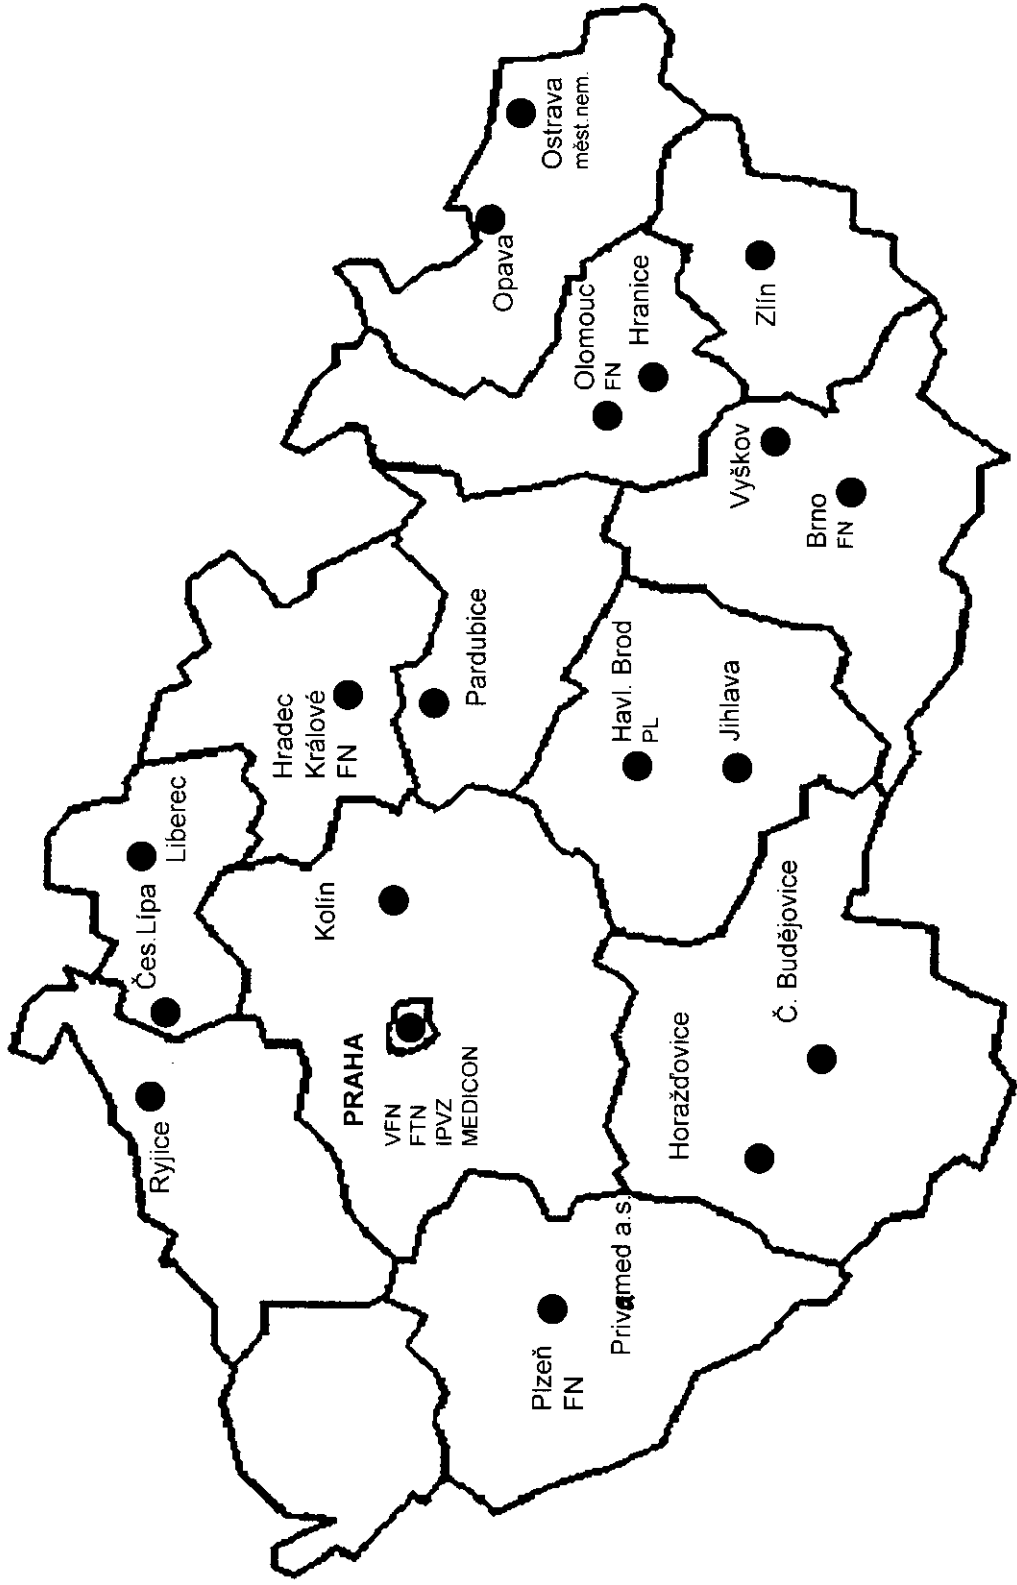 Ryjice
Čes.Lípa
Liberec
Hradec
Králové
FN
Kolín
PRAHA
VFN
FTN
IPVZ
MEDICON
Pardubice
Plzeň
FN
Privamed a.s.
Horažďovice
Č. Budějovice
Havl. Brod
PL
Jihlava
Opava
Ostrava
měst.nem.
Olomouc
FN
Hranice
Vyškov
Brno
FN
Zlín